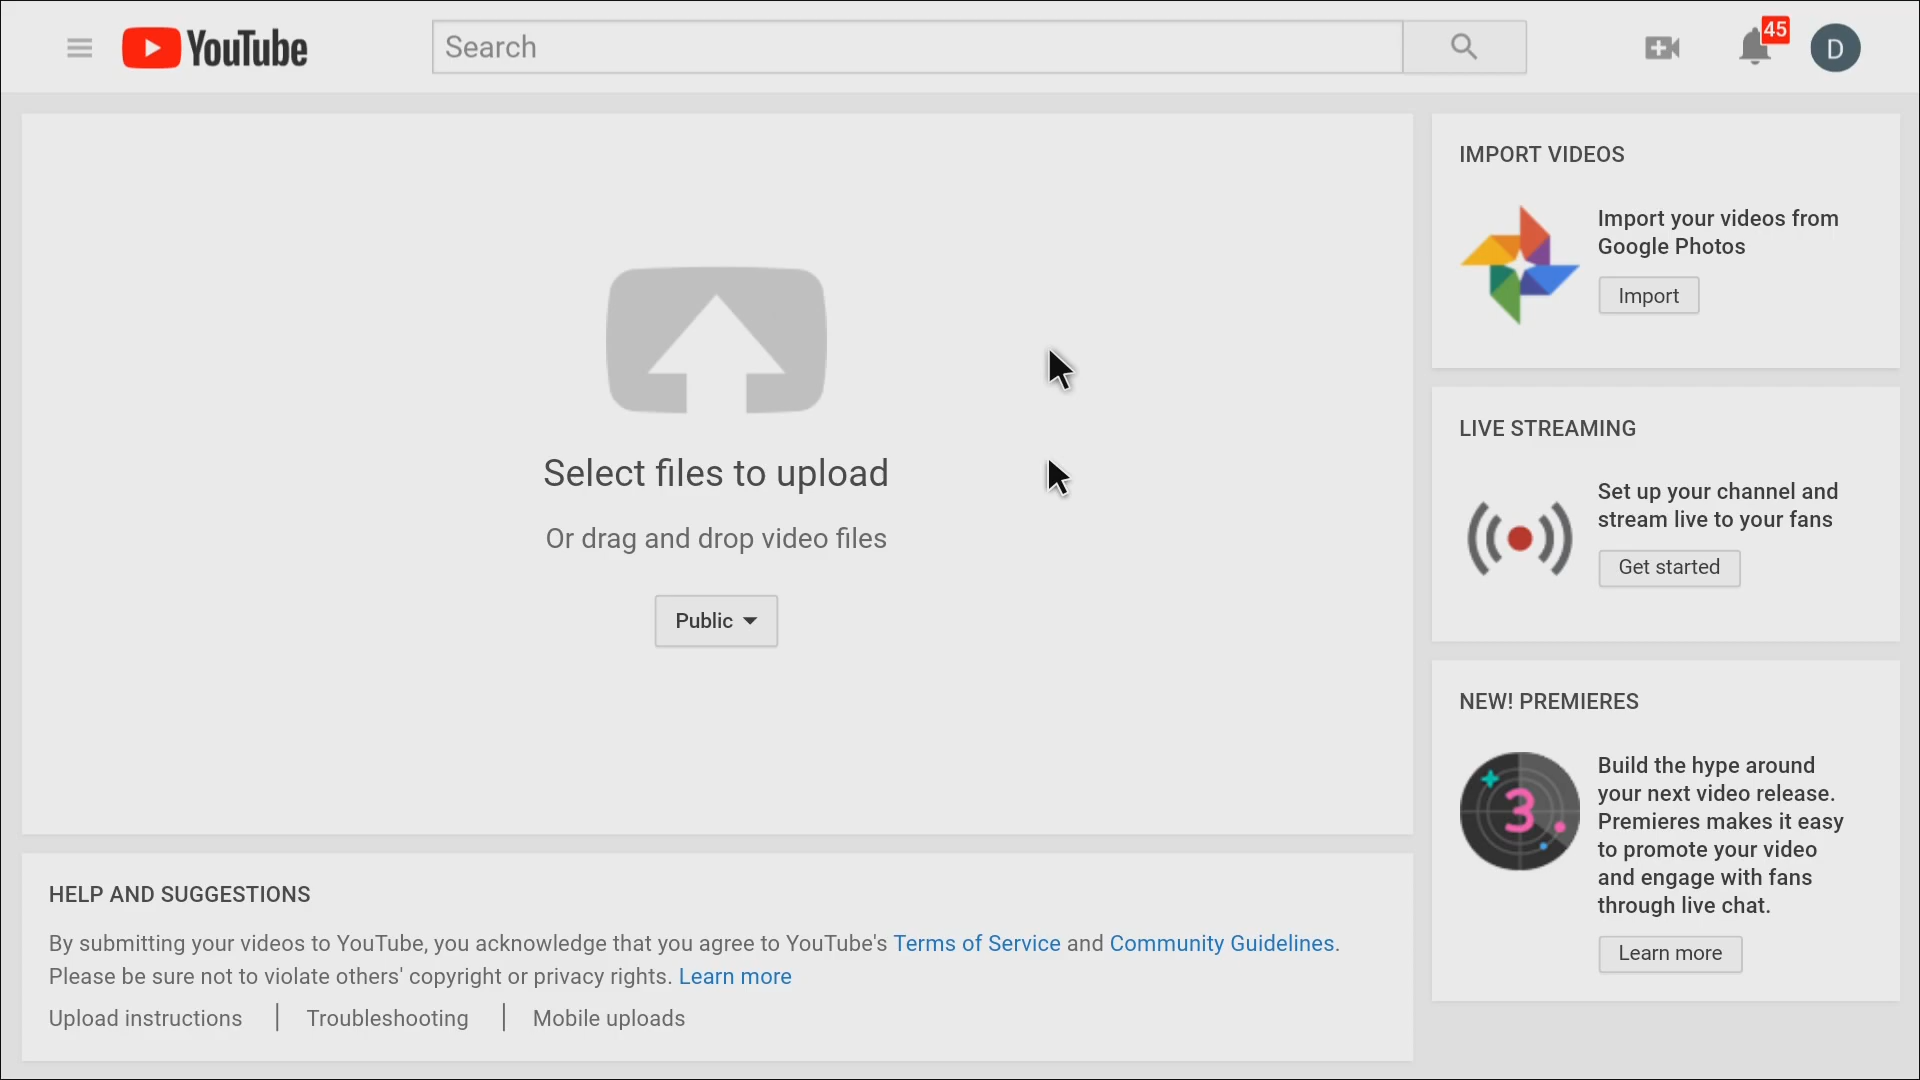 YouTube
Search
45
D
Select files to upload
Or drag and drop video files
Public
HELP AND SUGGESTIONS
By submitting your videos to YouTube, you acknowledge that you agree to YouTube's Terms of Service and Community Guidelines.
Please be sure not to violate others' copyright or privacy rights. Learn more
Upload instructions | Troubleshooting | Mobile uploads
IMPORT VIDEOS
Import your videos from
Google Photos
Import
LIVE STREAMING
Set up your channel and
stream live to your fans
Get started
NEW! PREMIERES
3
Build the hype around
your next video release.
Premieres makes it easy
to promote your video
and engage with fans
through live chat.
Learn more